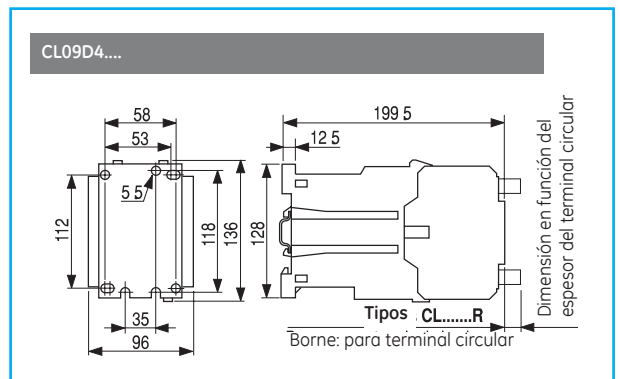 CL09D4....
58
53
5 5
112
118
136
35
96
199 5
12 5
128
Tipos CL.......R
Borne: para terminal circular
Dimensión en función del
espesor del terminal circular